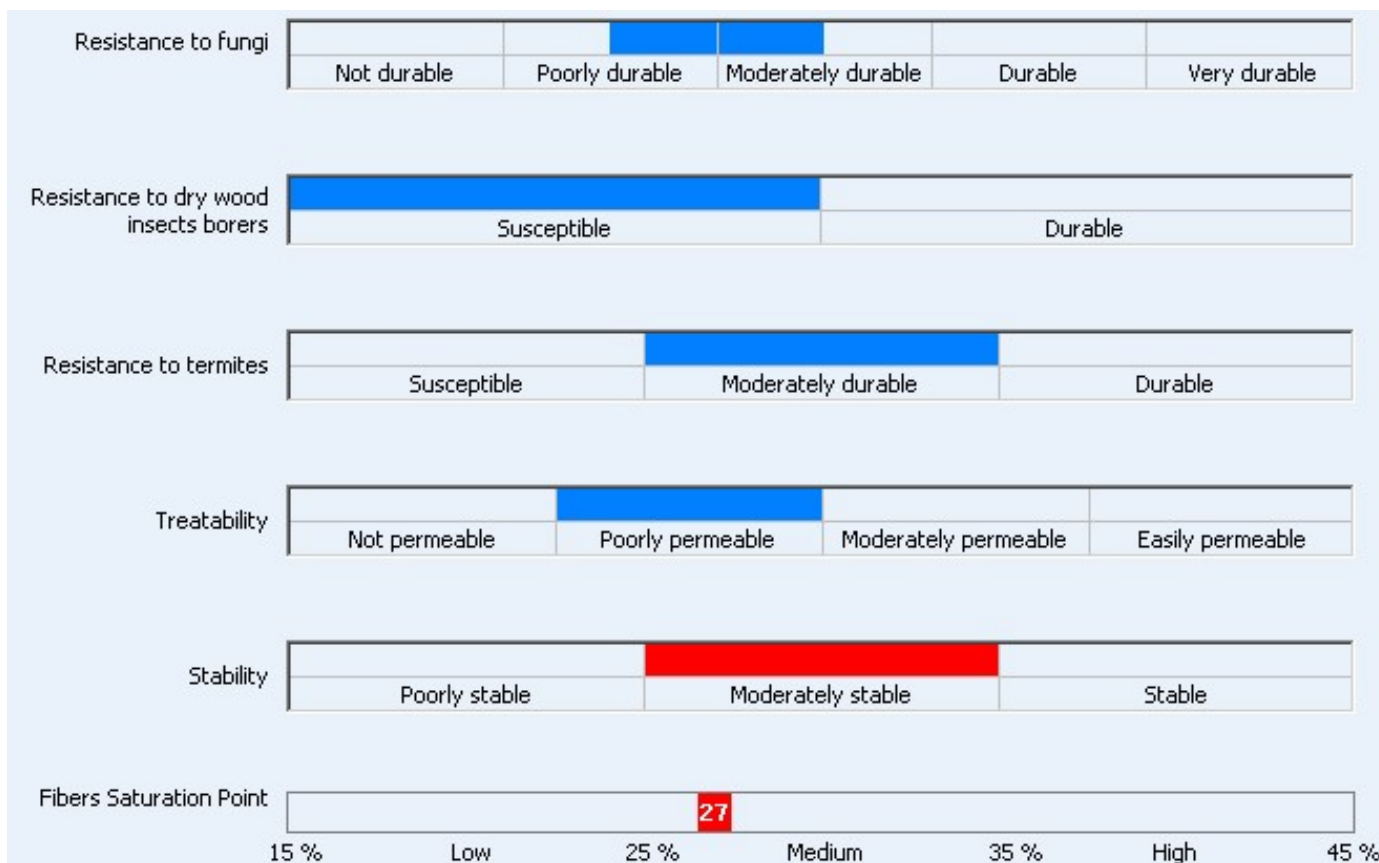 Resistance to fungi
Not durable Poorly durable Moderately durable Durable Very durable
Resistance to dry wood
insects borers
Susceptible Durable
Resistance to termites
Susceptible Moderately durable Durable
Treatability
Not permeable Poorly permeable Moderately permeable Easily permeable
Stability
Poorly stable Moderately stable Stable
Fibers Saturation Point
27
15 % Low 25 % Medium 35 % High 45 %